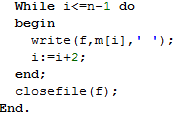 While i<=n-1 do
begin
write(f,m[i],' ');
i:=i+2;
end;
closefile(f);
End.